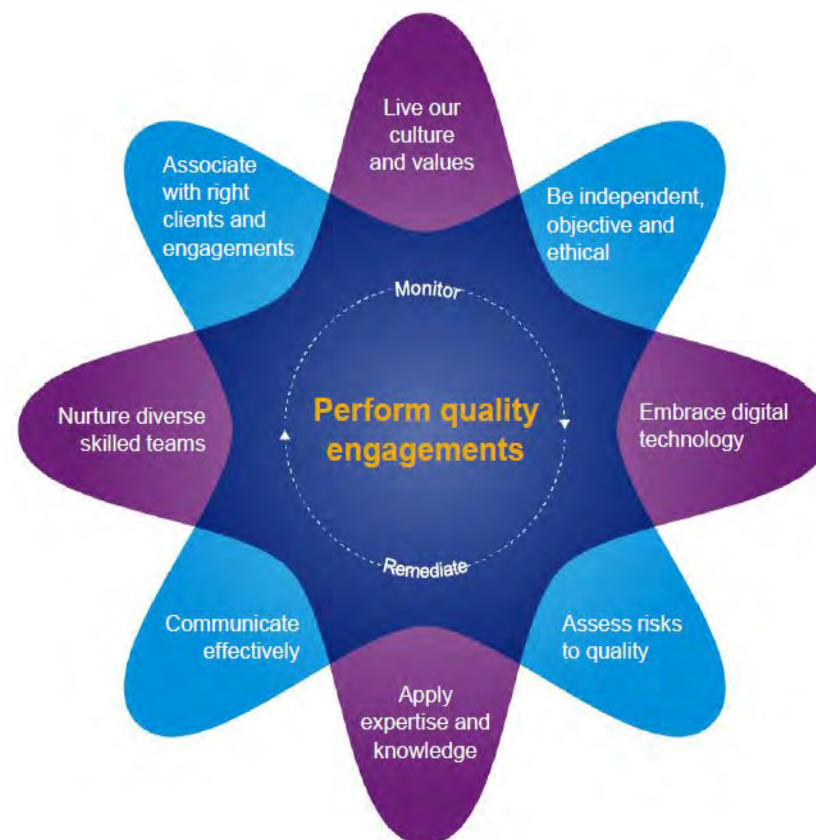 Live our
culture
and values
Be independent,
objective and
ethical
Embrace digital
technology
Assess risks
to quality
Apply
expertise and
knowledge
Communicate
effectively
Nurture diverse
skilled teams
Associate
with right
clients and
engagements
Monitor
Perform quality
engagements
Remediate